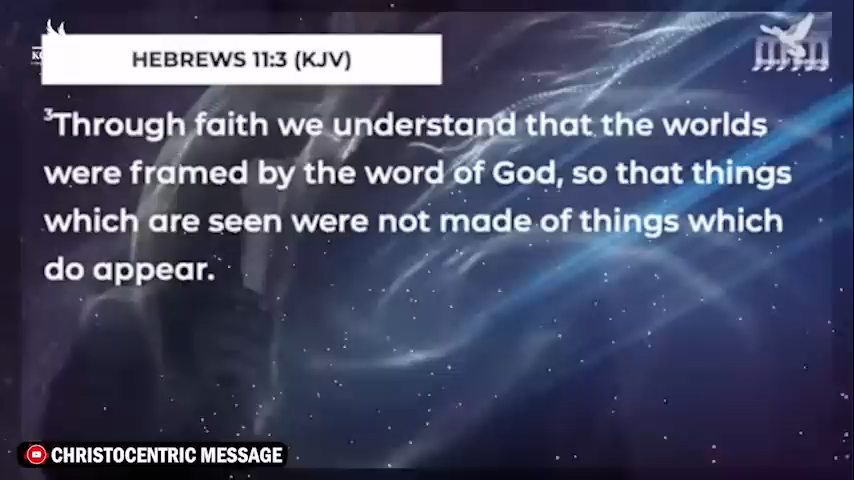 HEBREWS 11:3 (KJV)
³Through faith we understand that the worlds
were framed by the word of God, so that things
which are seen were not made of things which
do appear.
CHRISTOCENTRIC MESSAGE